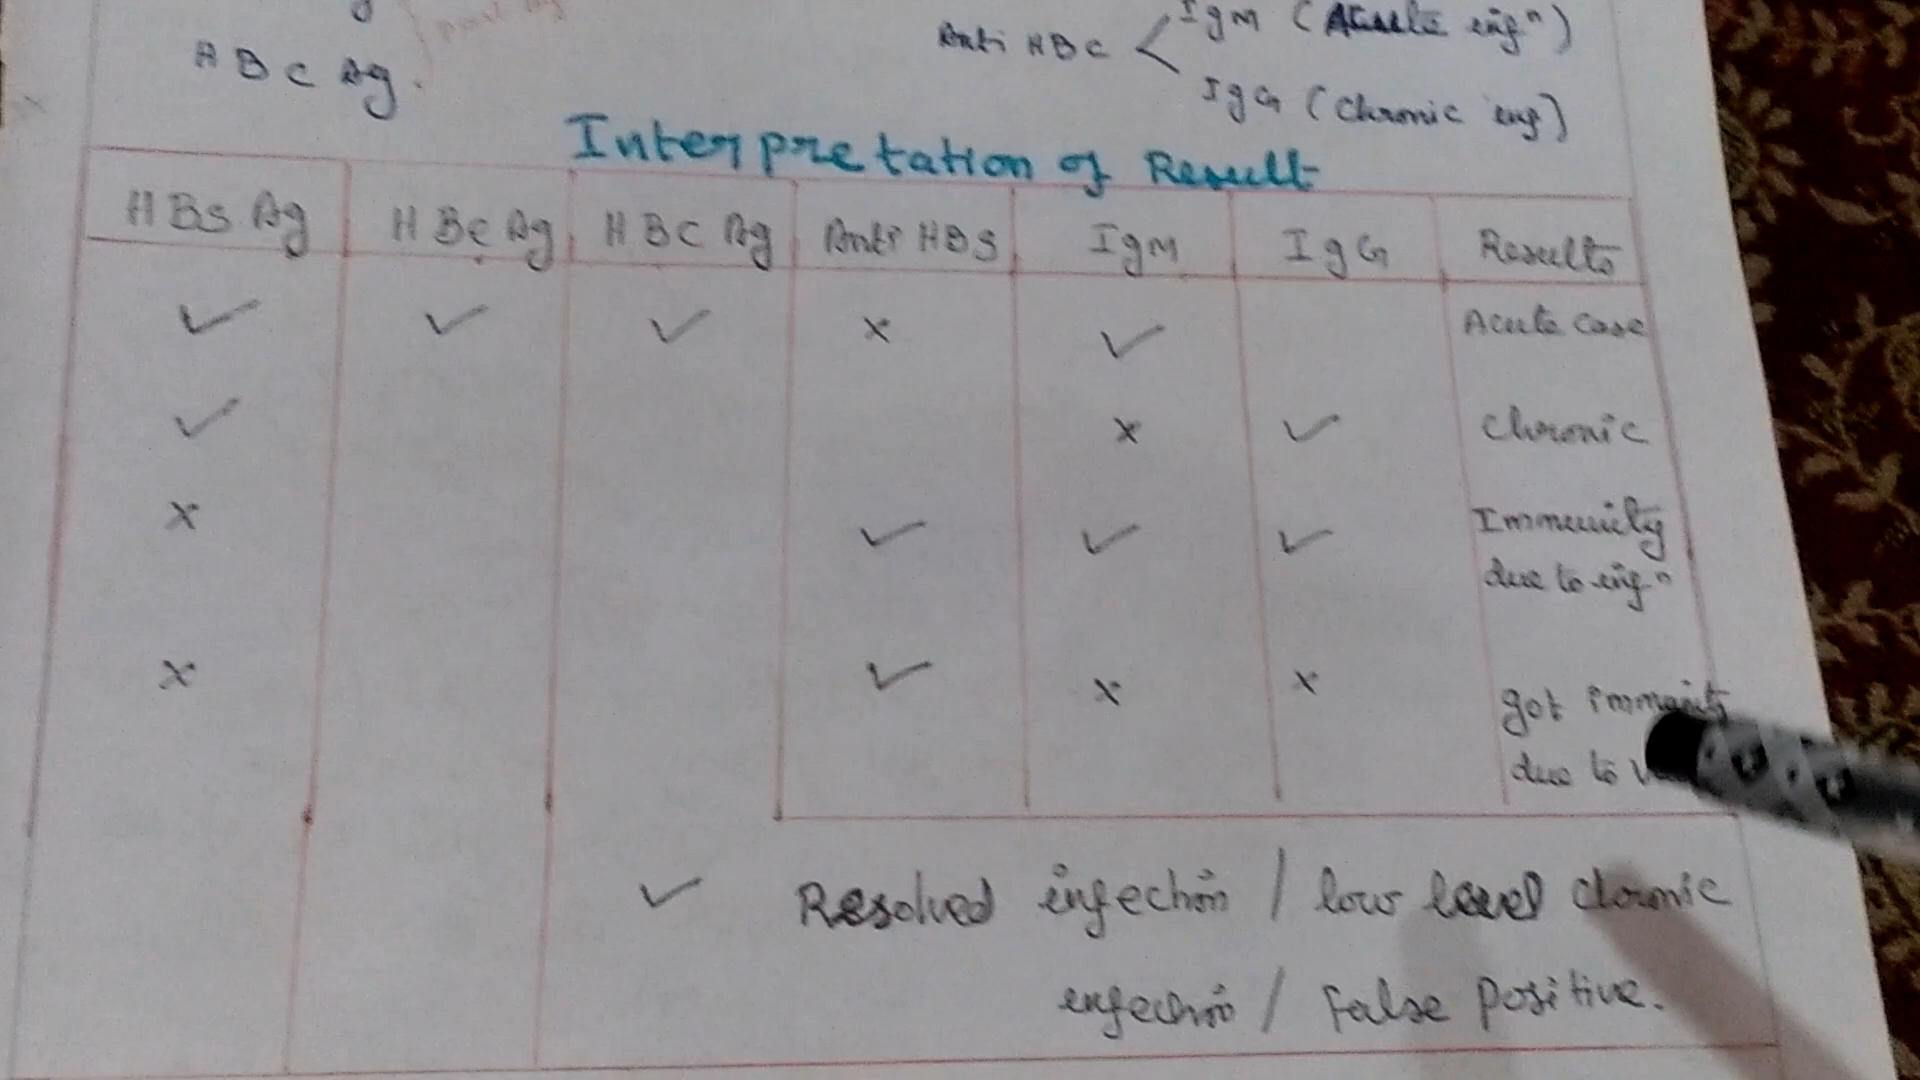 Anti HBc < IgM (Acute infⁿ)
HBc Ag.
IgG (chronic inf)
Interpretation of Result
HBs Ag HBe Ag HBC Ag Anti HBS IgM IgG Results
✓ ✓ ✓ x ✓ Acute case
✓ x ✓ chronic
x ✓ ✓ ✓ Immunity
due to infⁿ
x ✓ x x got
due to
✓ Resolved infection / low level chronic
infection / False positive.